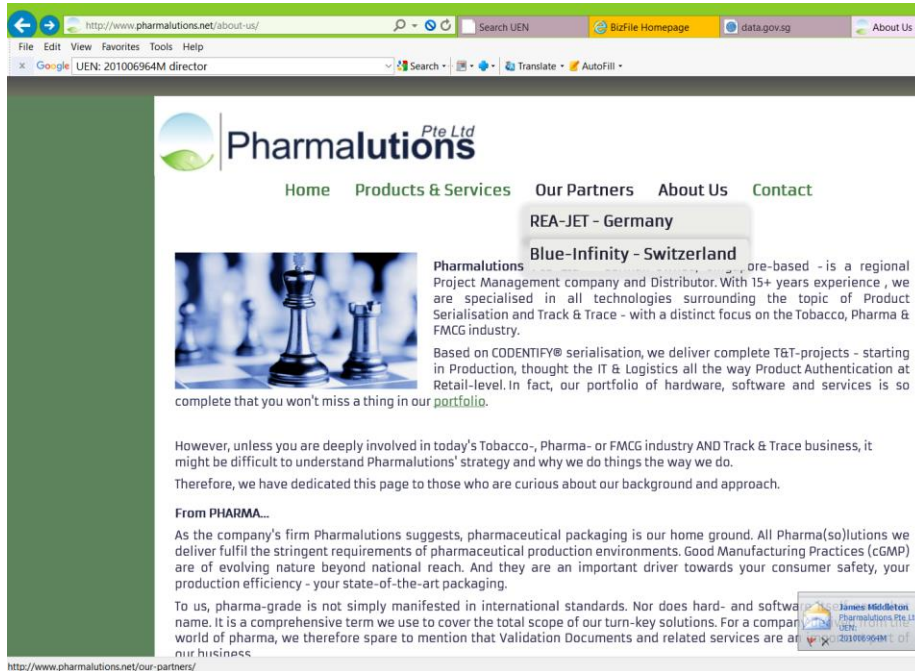 http://www.pharmalutions.net/about-us/
Search UEN
BizFile Homepage
data.gov.sg
About Us
File Edit View Favorites Tools Help
x Google UEN: 201006964M director Search Translate AutoFill
Pharmalutions Pte Ltd
Home Products & Services Our Partners About Us Contact
REA-JET - Germany
Blue-Infinity - Switzerland
Pharmalutions ore-based - is a regional
Project Management company and Distributor. With 15+ years experience , we
are specialised in all technologies surrounding the topic of Product
Serialisation and Track & Trace - with a distinct focus on the Tobacco, Pharma &
FMCG industry.
Based on CODENTIFY® serialisation, we deliver complete T&T-projects - starting
in Production, thought the IT & Logistics all the way Product Authentication at
Retail-level. In fact, our portfolio of hardware, software and services is so
complete that you won't miss a thing in our portfolio.
However, unless you are deeply involved in today's Tobacco-, Pharma- or FMCG industry AND Track & Trace business, it
might be difficult to understand Pharmalutions' strategy and why we do things the way we do.
Therefore, we have dedicated this page to those who are curious about our background and approach.
From PHARMA...
As the company's firm Pharmalutions suggests, pharmaceutical packaging is our home ground. All Pharma(so)lutions we
deliver fulfil the stringent requirements of pharmaceutical production environments. Good Manufacturing Practices (cGMP)
are of evolving nature beyond national reach. And they are an important driver towards your consumer safety, your
production efficiency - your state-of-the-art packaging.
To us, pharma-grade is not simply manifested in international standards. Nor does hard- and software
name. It is a comprehensive term we use to cover the total scope of our turn-key solutions. For a company
world of pharma, we therefore spare to mention that Validation Documents and related services are an
our business.
James Middleton
Pharmalutions Pte Lt
UEN:
201006964M
http://www.pharmalutions.net/our-partners/